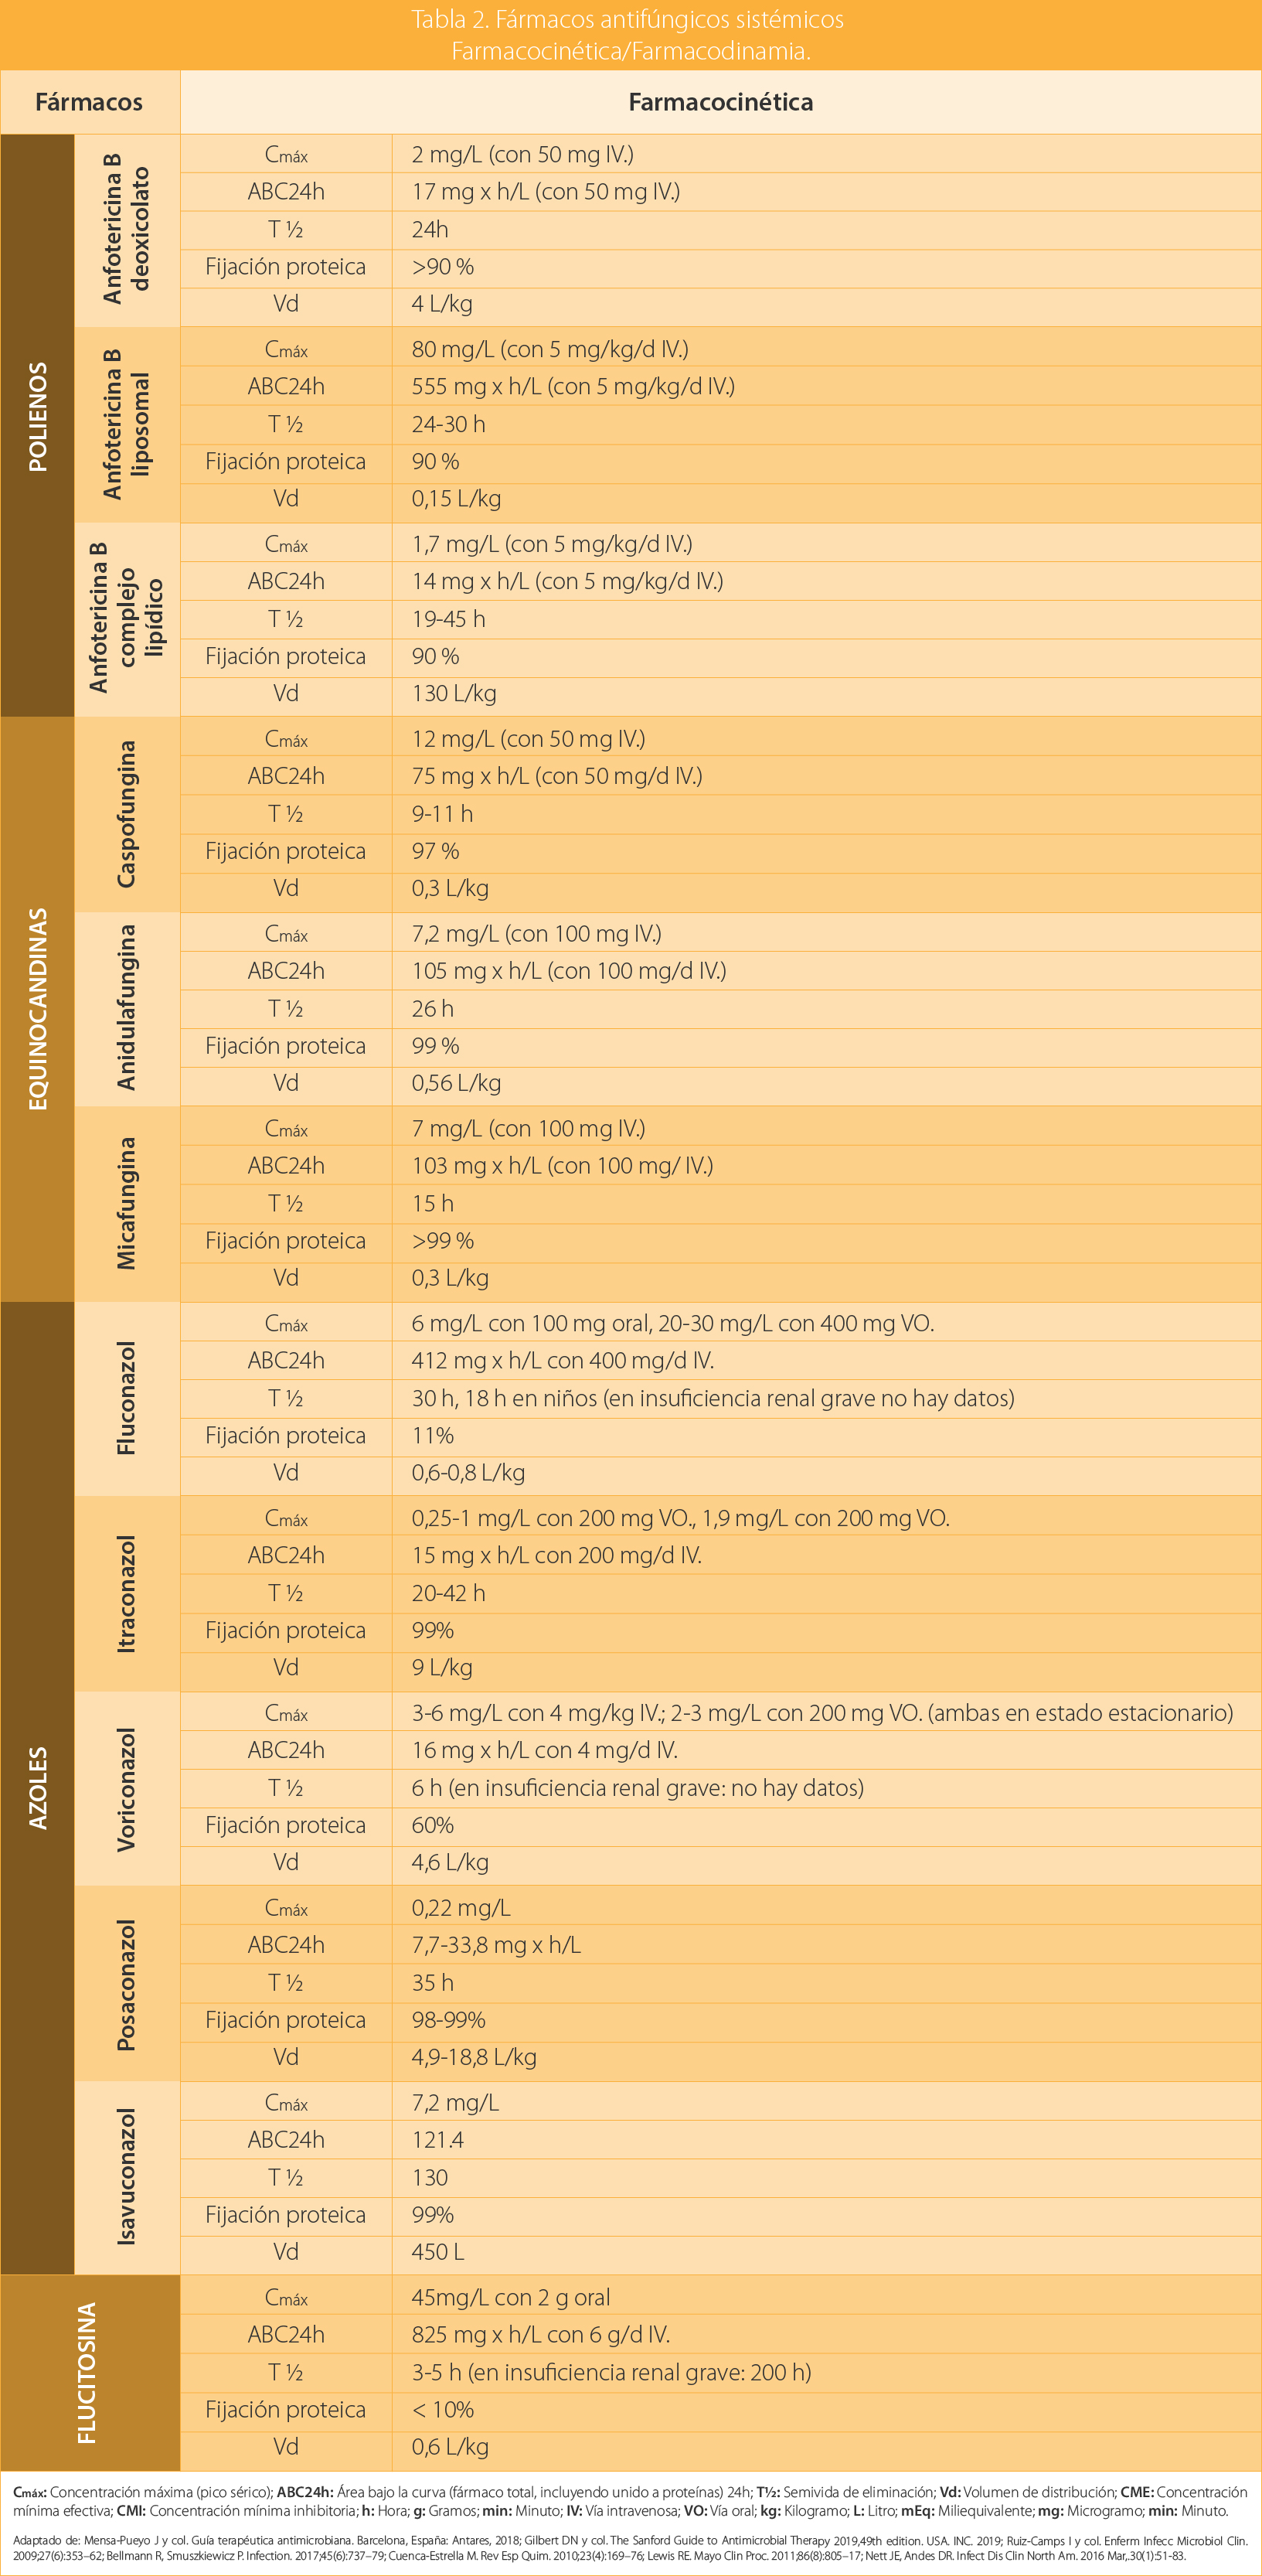 Tabla 2. Fármacos antifúngicos sistémicos
Farmacocinética/Farmacodinamia.
Fármacos
Farmacocinética
POLIENOS
Anfotericina B
deoxicolato
Cmáx 2 mg/L (con 50 mg IV.)
ABC24h 17 mg x h/L (con 50 mg IV.)
T ½ 24h
Fijación proteica >90 %
Vd 4 L/kg
Anfotericina B
liposomal
Cmáx 80 mg/L (con 5 mg/kg/d IV.)
ABC24h 555 mg x h/L (con 5 mg/kg/d IV.)
T ½ 24-30 h
Fijación proteica 90 %
Vd 0,15 L/kg
Anfotericina B
complejo
lipídico
Cmáx 1,7 mg/L (con 5 mg/kg/d IV.)
ABC24h 14 mg x h/L (con 5 mg/kg/d IV.)
T ½ 19-45 h
Fijación proteica 90 %
Vd 130 L/kg
EQUINOCANDINAS
Caspofungina
Cmáx 12 mg/L (con 50 mg IV.)
ABC24h 75 mg x h/L (con 50 mg/d IV.)
T ½ 9-11 h
Fijación proteica 97 %
Vd 0,3 L/kg
Anidulafungina
Cmáx 7,2 mg/L (con 100 mg IV.)
ABC24h 105 mg x h/L (con 100 mg/d IV.)
T ½ 26 h
Fijación proteica 99 %
Vd 0,56 L/kg
Micafungina
Cmáx 7 mg/L (con 100 mg IV.)
ABC24h 103 mg x h/L (con 100 mg/ IV.)
T ½ 15 h
Fijación proteica >99 %
Vd 0,3 L/kg
AZOLES
Fluconazol
Cmáx 6 mg/L con 100 mg oral, 20-30 mg/L con 400 mg VO.
ABC24h 412 mg x h/L con 400 mg/d IV.
T ½ 30 h, 18 h en niños (en insuficiencia renal grave no hay datos)
Fijación proteica 11%
Vd 0,6-0,8 L/kg
Itraconazol
Cmáx 0,25-1 mg/L con 200 mg VO., 1,9 mg/L con 200 mg VO.
ABC24h 15 mg x h/L con 200 mg/d IV.
T ½ 20-42 h
Fijación proteica 99%
Vd 9 L/kg
Voriconazol
Cmáx 3-6 mg/L con 4 mg/kg IV.; 2-3 mg/L con 200 mg VO. (ambas en estado estacionario)
ABC24h 16 mg x h/L con 4 mg/d IV.
T ½ 6 h (en insuficiencia renal grave: no hay datos)
Fijación proteica 60%
Vd 4,6 L/kg
Posaconazol
Cmáx 0,22 mg/L
ABC24h 7,7-33,8 mg x h/L
T ½ 35 h
Fijación proteica 98-99%
Vd 4,9-18,8 L/kg
Isavuconazol
Cmáx 7,2 mg/L
ABC24h 121.4
T ½ 130
Fijación proteica 99%
Vd 450 L
FLUCITOSINA
Cmáx 45mg/L con 2 g oral
ABC24h 825 mg x h/L con 6 g/d IV.
T ½ 3-5 h (en insuficiencia renal grave: 200 h)
Fijación proteica < 10%
Vd 0,6 L/kg
Cmáx: Concentración máxima (pico sérico); ABC24h: Área bajo la curva (fármaco total, incluyendo unido a proteínas) 24h; T½: Semivida de eliminación; Vd: Volumen de distribución; CME: Concentración
mínima efectiva; CMI: Concentración mínima inhibitoria; h: Hora; g: Gramos; min: Minuto; IV: Vía intravenosa; VO: Vía oral; kg: Kilogramo; L: Litro; mEq: Miliequivalente; mg: Microgramo; min: Minuto.
Adaptado de: Mensa-Pueyo J y col. Guía terapéutica antimicrobiana. Barcelona, España: Antares, 2018; Gilbert DN y col. The Sanford Guide to Antimicrobial Therapy 2019,49th edition. USA. INC. 2019; Ruiz-Camps I y col. Enferm Infecc Microbiol Clin.
2009;27(6):353–62; Bellmann R, Smuszkiewicz P. Infection. 2017;45(6):737–79; Cuenca-Estrella M. Rev Esp Quim. 2010;23(4):169–76; Lewis RE. Mayo Clin Proc. 2011;86(8):805–17; Nett JE, Andes DR. Infect Dis Clin North Am. 2016 Mar,.30(1):51-83.